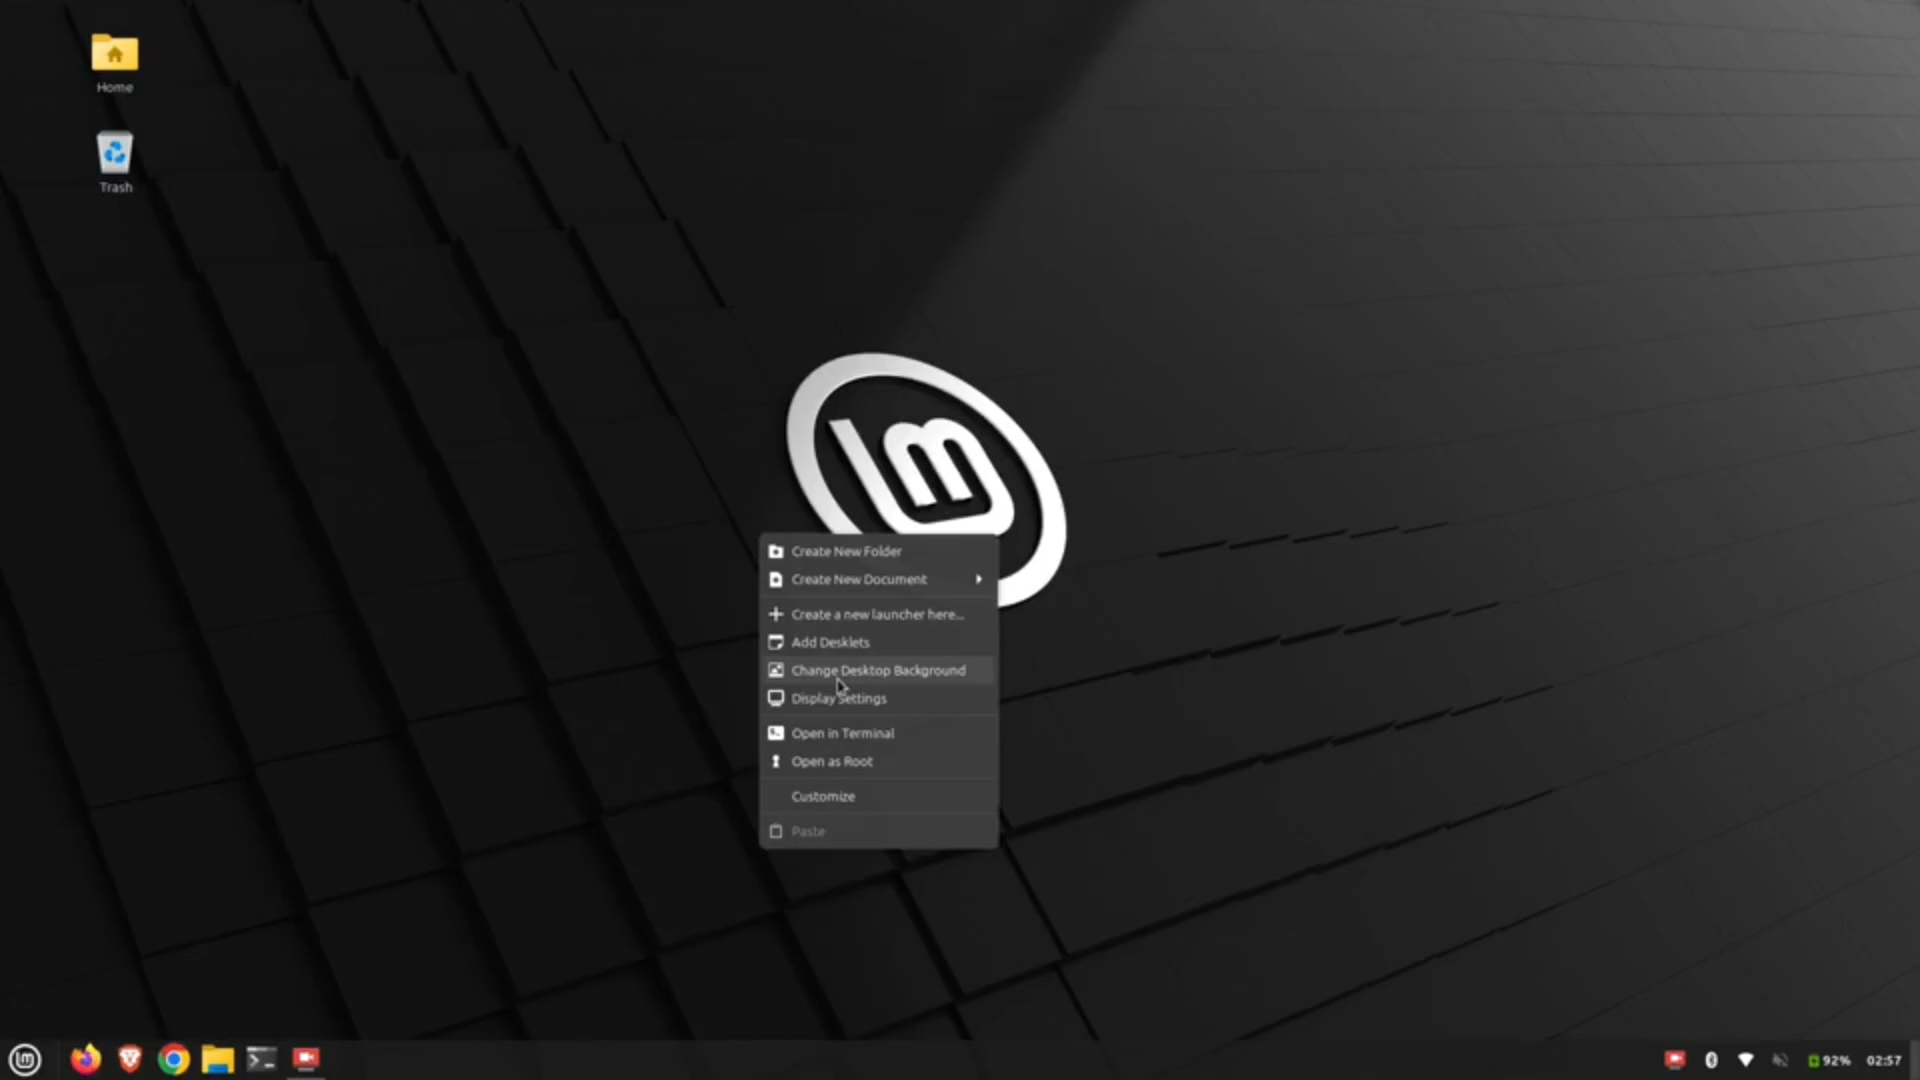 Home
Trash
lm
Create New Folder
Create New Document
Create a new launcher here...
Add Desklets
Change Desktop Background
Display Settings
Open in Terminal
Open as Root
Customize
Paste
92%
02:57